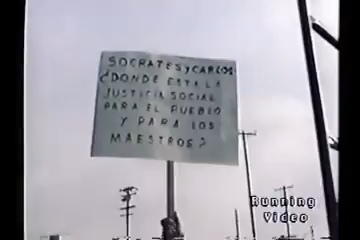 SOCRATES y CARLOS
¿DONDE ESTA LA
JUSTICIA SOCIAL
PARA EL PUEBLO
Y PARA LOS
MAESTROS?
Running
Video